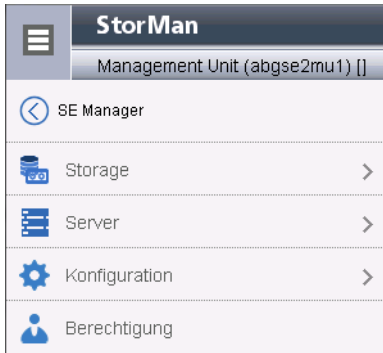 StorMan
Management Unit (abgse2mu1) []
SE Manager
Storage
Server
Konfiguration
Berechtigung